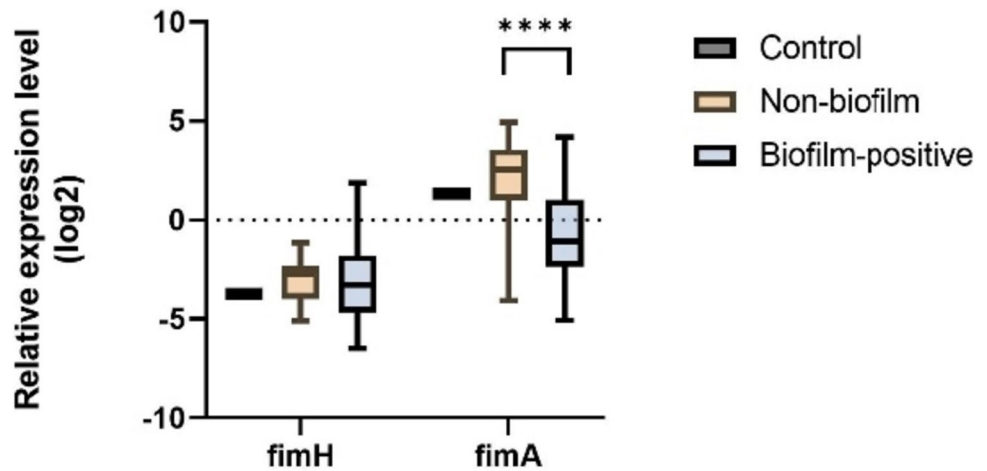 Relative expression level
(log2)
10
5
0
-5
-10
****
fimH
fimA
Control
Non-biofilm
Biofilm-positive